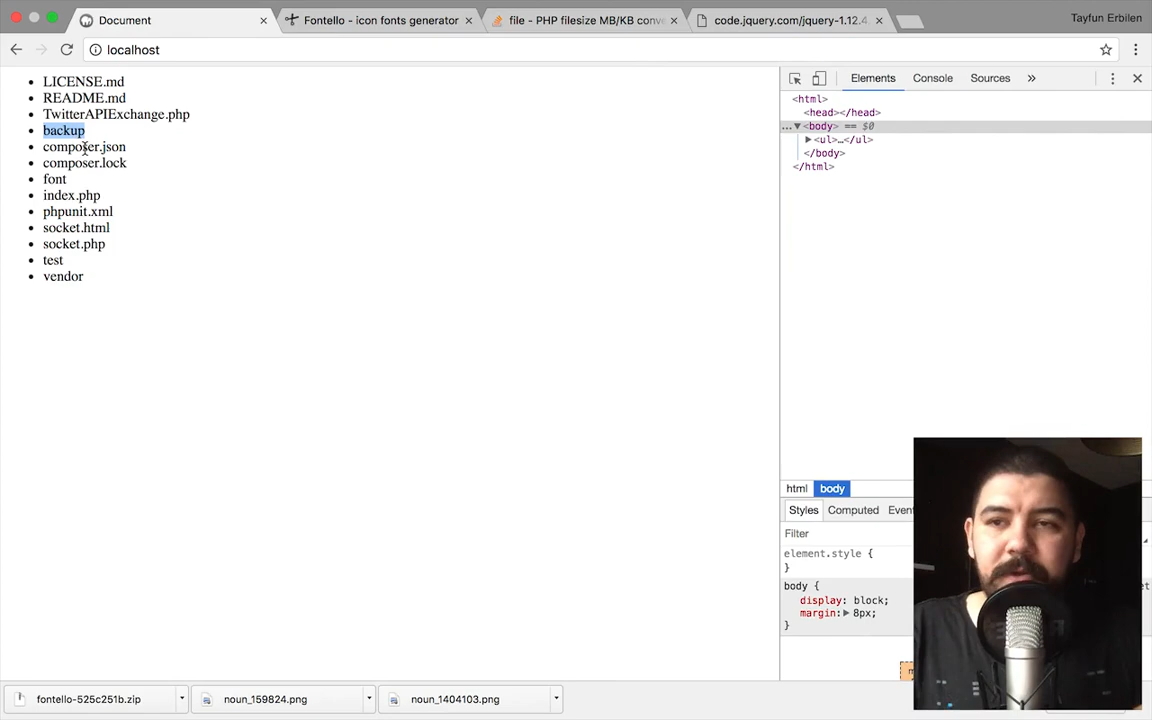 Document
Fontello - icon fonts generator
file - PHP filesize MB/KB conve
code.jquery.com/jquery-1.12.4.
Tayfun Erbilen
localhost
LICENSE.md
README.md
TwitterAPIExchange.php
backup
composer.json
composer.lock
font
index.php
phpunit.xml
socket.html
socket.php
test
vendor
Elements
Console
Sources
»
<html>
<head></head>
…▼<body> == $0
▶<ul>…</ul>
</body>
</html>
html
body
Styles
Computed
Event
Filter
element.style {
}
body {
display: block;
margin:▶ 8px;
}
fontello-525c251b.zip
noun_159824.png
noun_1404103.png